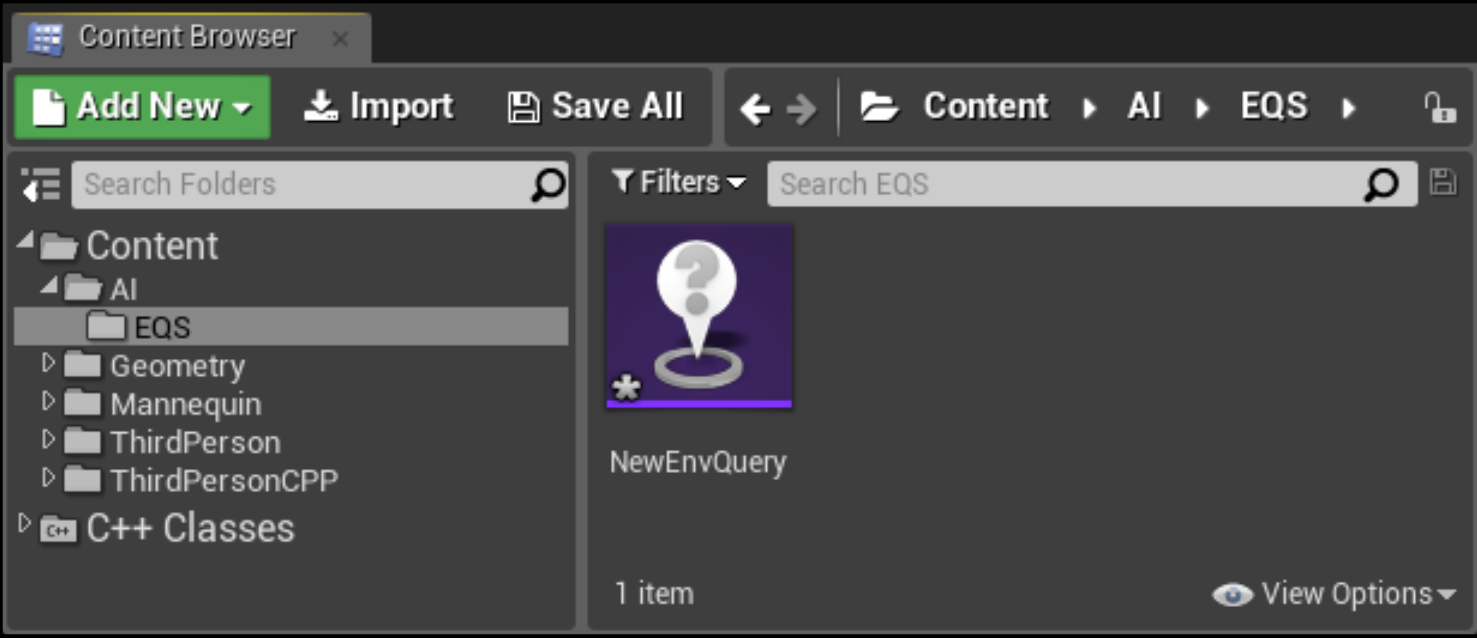 Content Browser
Add New Import Save All Content AI EQS
Search Folders
Content
AI
EQS
Geometry
Mannequin
ThirdPerson
ThirdPersonCPP
C++ C++ Classes
Filters Search EQS
?
*
NewEnvQuery
1 item View Options